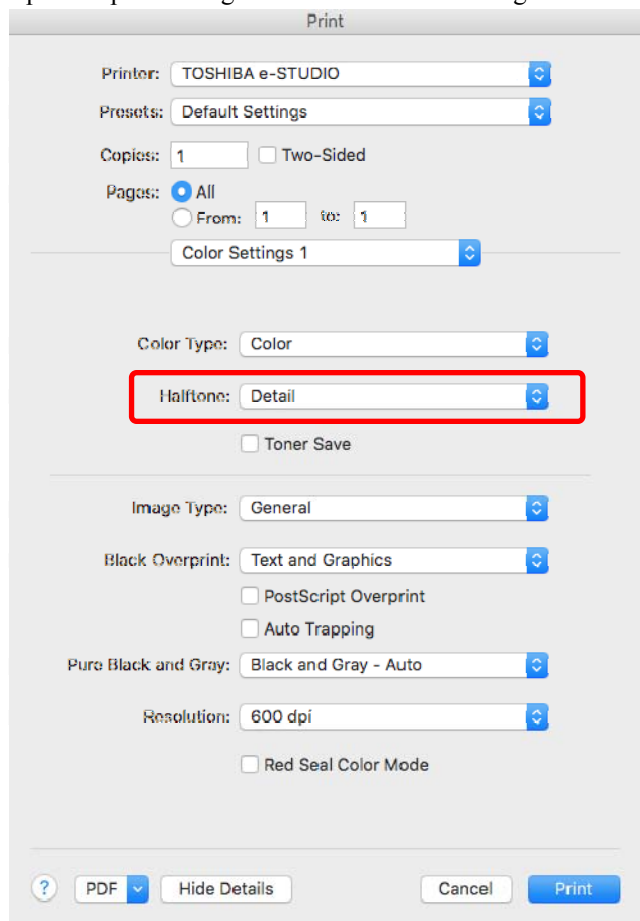 Print
Printer: TOSHIBA e-STUDIO
Presets: Default Settings
Copies: 1 Two-Sided
Pages: All
From: 1 to: 1
Color Settings 1
Color Type: Color
Halftone: Detail
Toner Save
Image Type: General
Black Overprint: Text and Graphics
PostScript Overprint
Auto Trapping
Pure Black and Gray: Black and Gray - Auto
Resolution: 600 dpi
Red Seal Color Mode
? PDF Hide Details Cancel Print